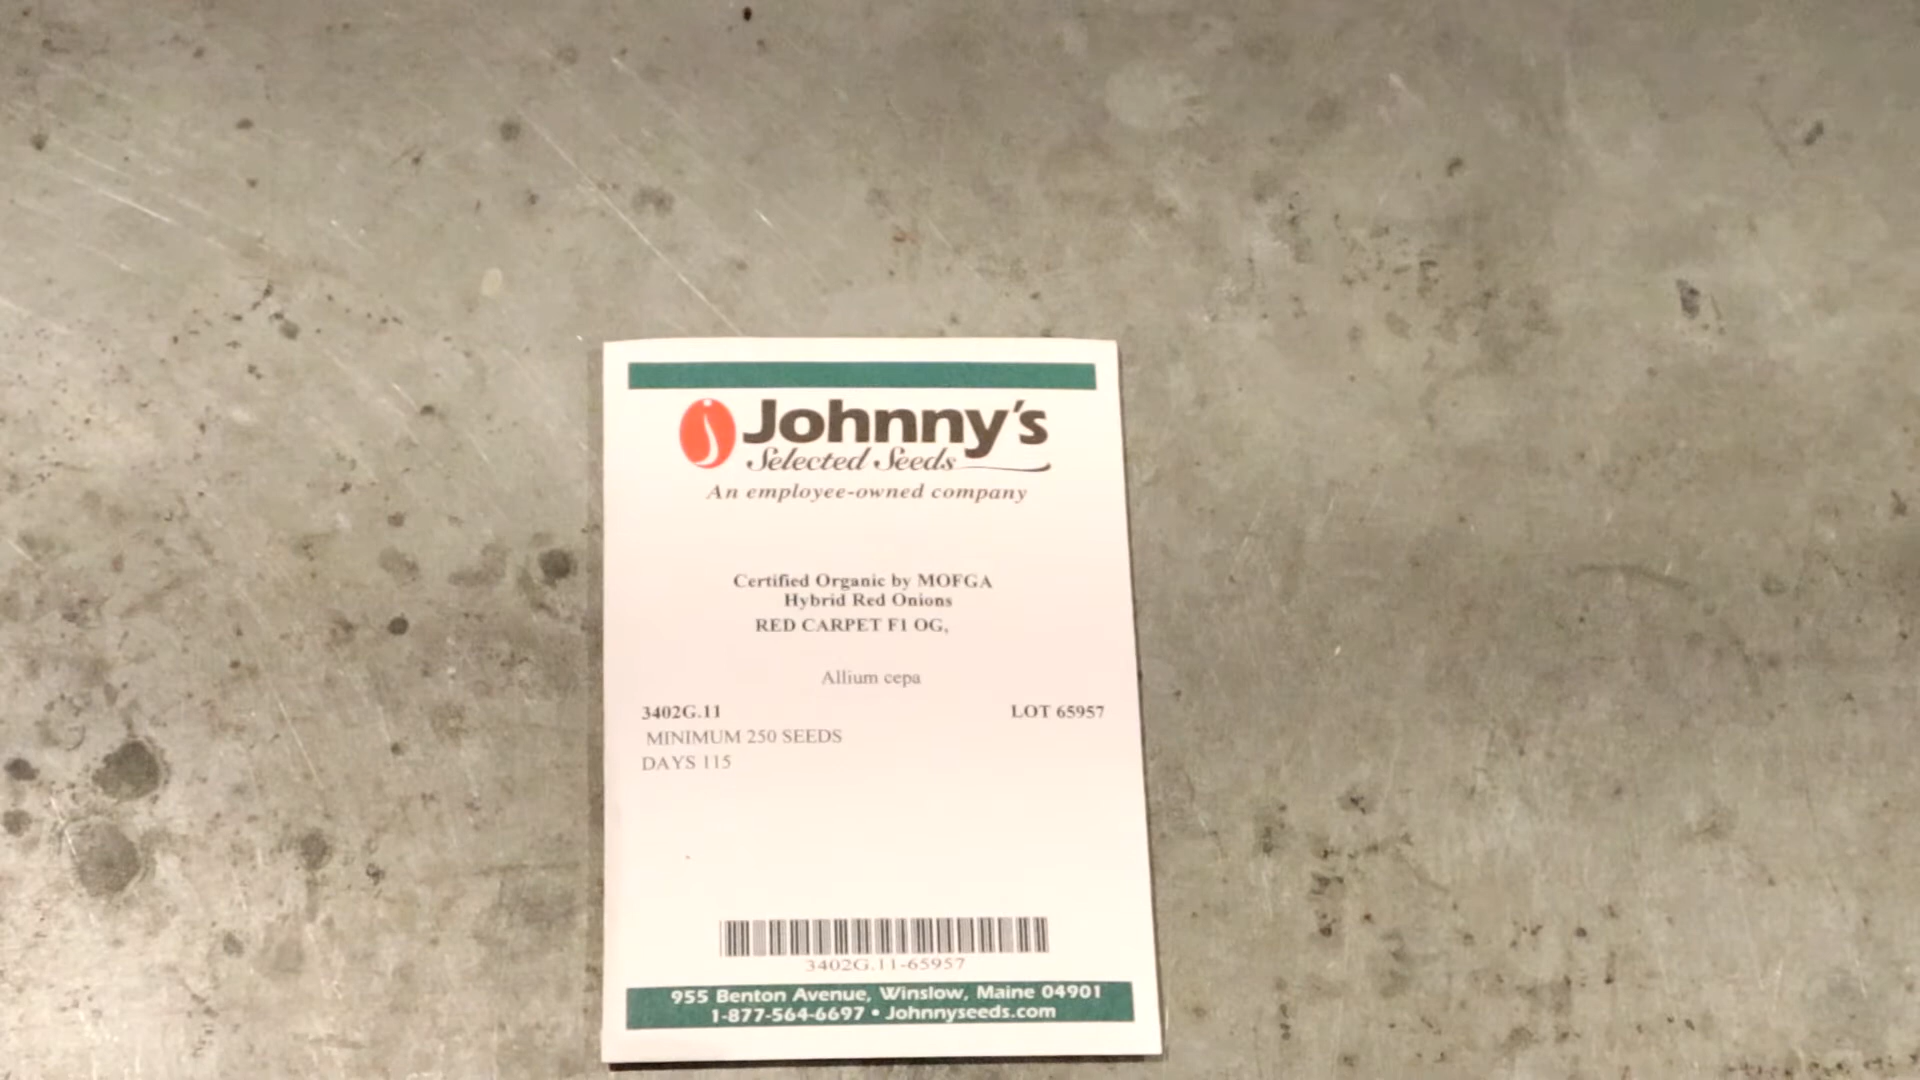 Johnny's
Selected Seeds
An employee-owned company
Certified Organic by MOFGA
Hybrid Red Onions
RED CARPET F1 OG,
Allium cepa
3402G.11 LOT 65957
MINIMUM 250 SEEDS
DAYS 115
3402G.11-65957
955 Benton Avenue, Winslow, Maine 04901
1-877-564-6697 • Johnnyseeds.com